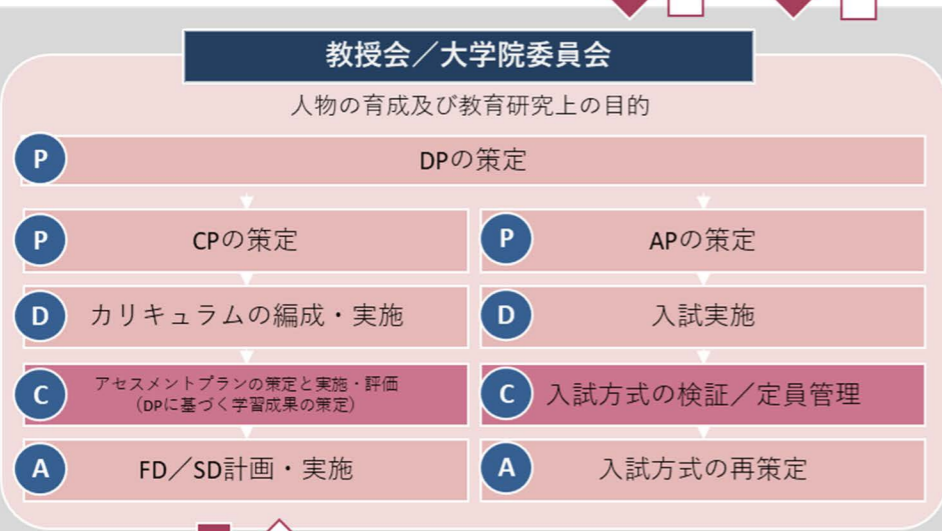 教授会／大学院委員会
人物の育成及び教育研究上の目的
P
DPの策定
P
CPの策定
P
APの策定
D
カリキュラムの編成・実施
D
入試実施
C
アセスメントプランの策定と実施・評価
（DPに基づく学習成果の策定）
C
入試方式の検証／定員管理
A
FD／SD計画・実施
A
入試方式の再策定